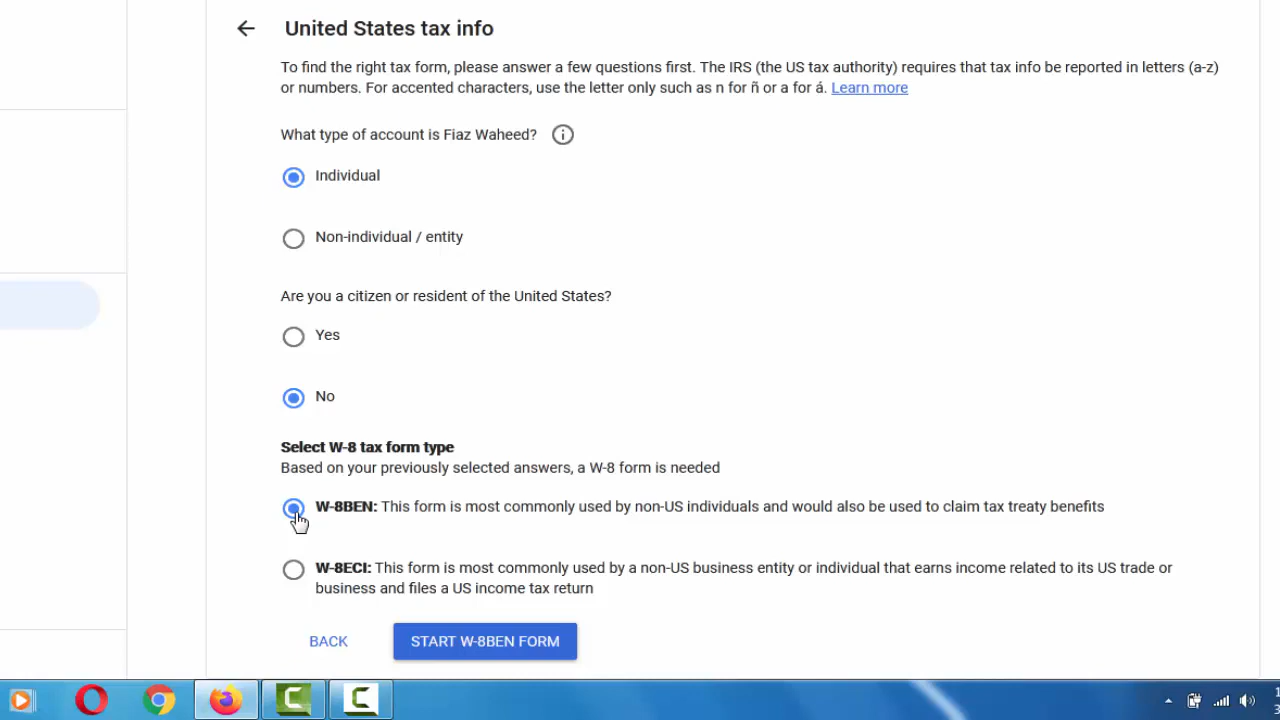 United States tax info
To find the right tax form, please answer a few questions first. The IRS (the US tax authority) requires that tax info be reported in letters (a-z)
or numbers. For accented characters, use the letter only such as n for ñ or a for á. Learn more
What type of account is Fiaz Waheed?
Individual
Non-individual / entity
Are you a citizen or resident of the United States?
Yes
No
Select W-8 tax form type
Based on your previously selected answers, a W-8 form is needed
W-8BEN: This form is most commonly used by non-US individuals and would also be used to claim tax treaty benefits
W-8ECI: This form is most commonly used by a non-US business entity or individual that earns income related to its US trade or
business and files a US income tax return
BACK
START W-8BEN FORM